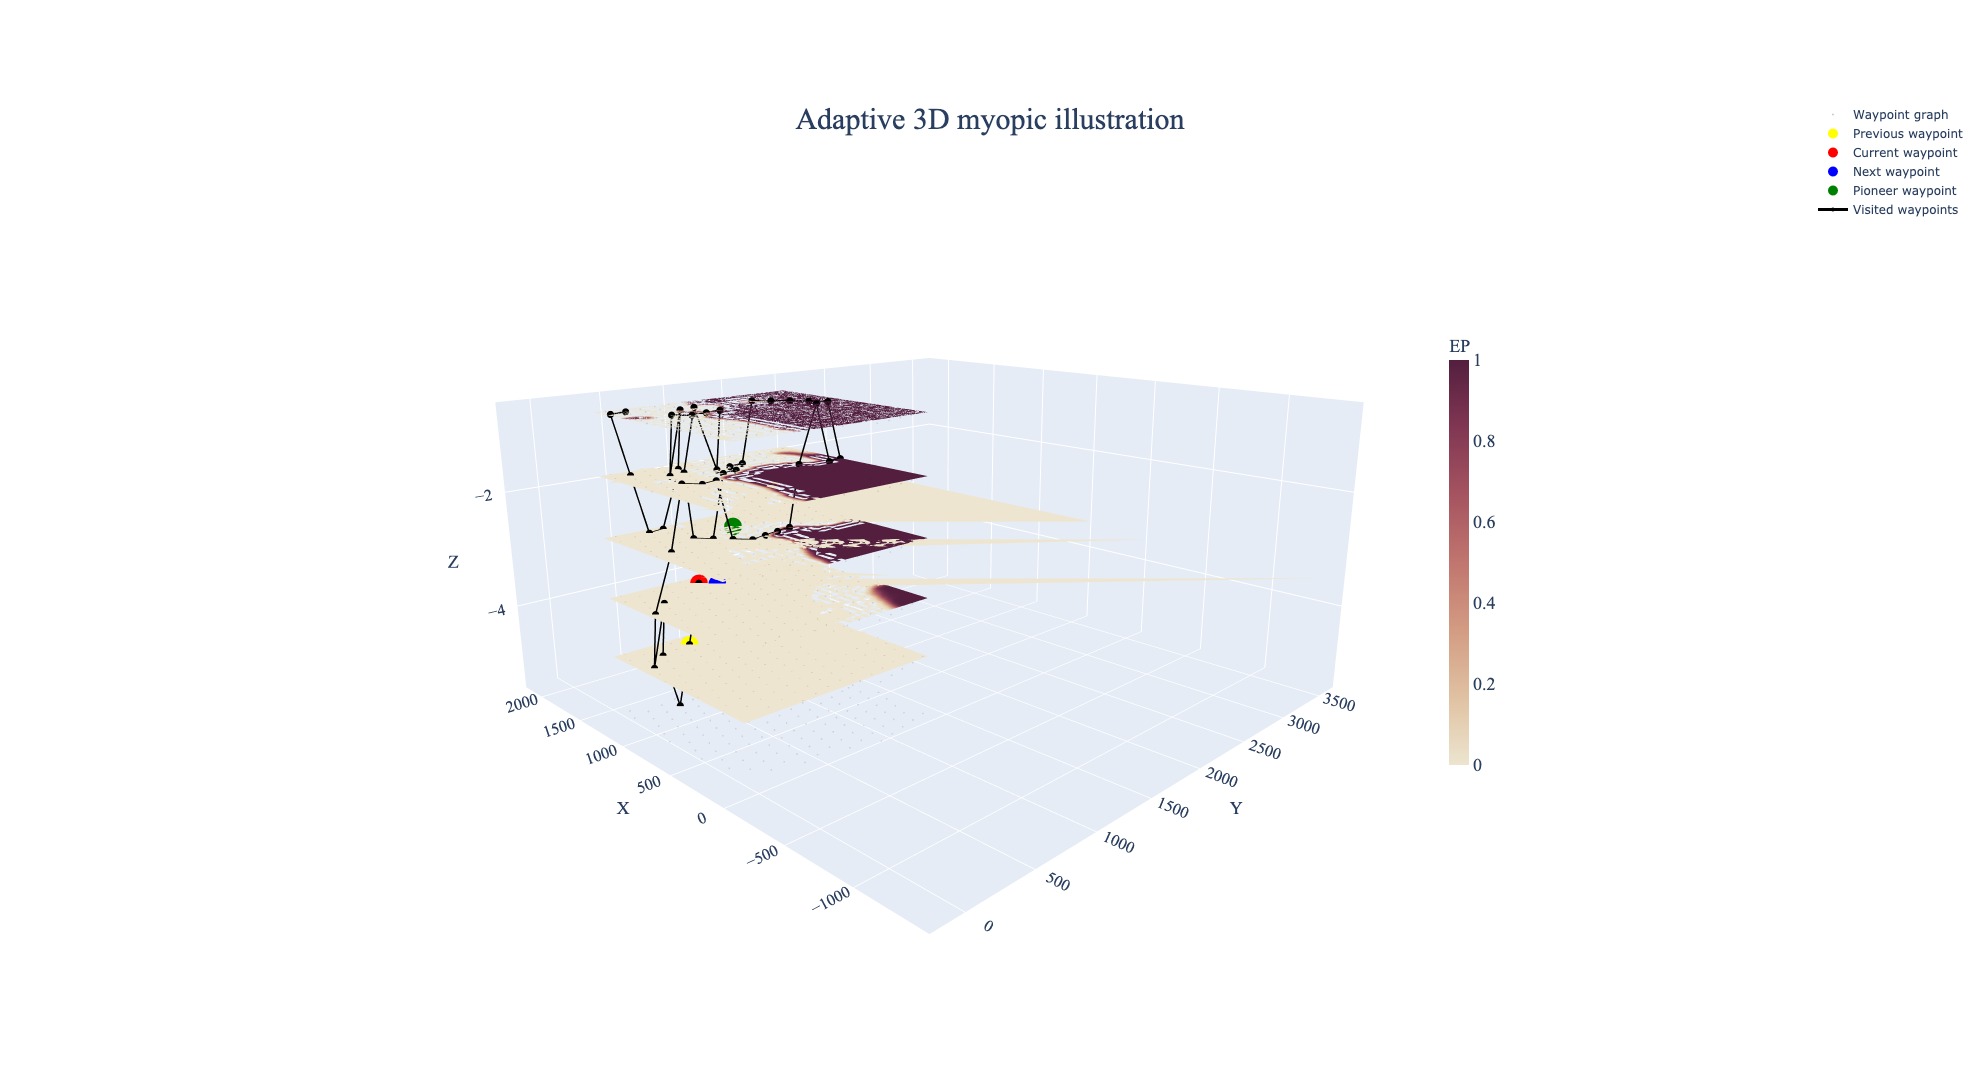 Adaptive 3D myopic illustration
Waypoint graph
Previous waypoint
Current waypoint
Next waypoint
Pioneer waypoint
Visited waypoints
EP
1
0.8
0.6
0.4
0.2
0
Z
−2
−4
X
2000
1500
1000
500
0
−500
−1000
Y
3500
3000
2500
2000
1500
1000
500
0